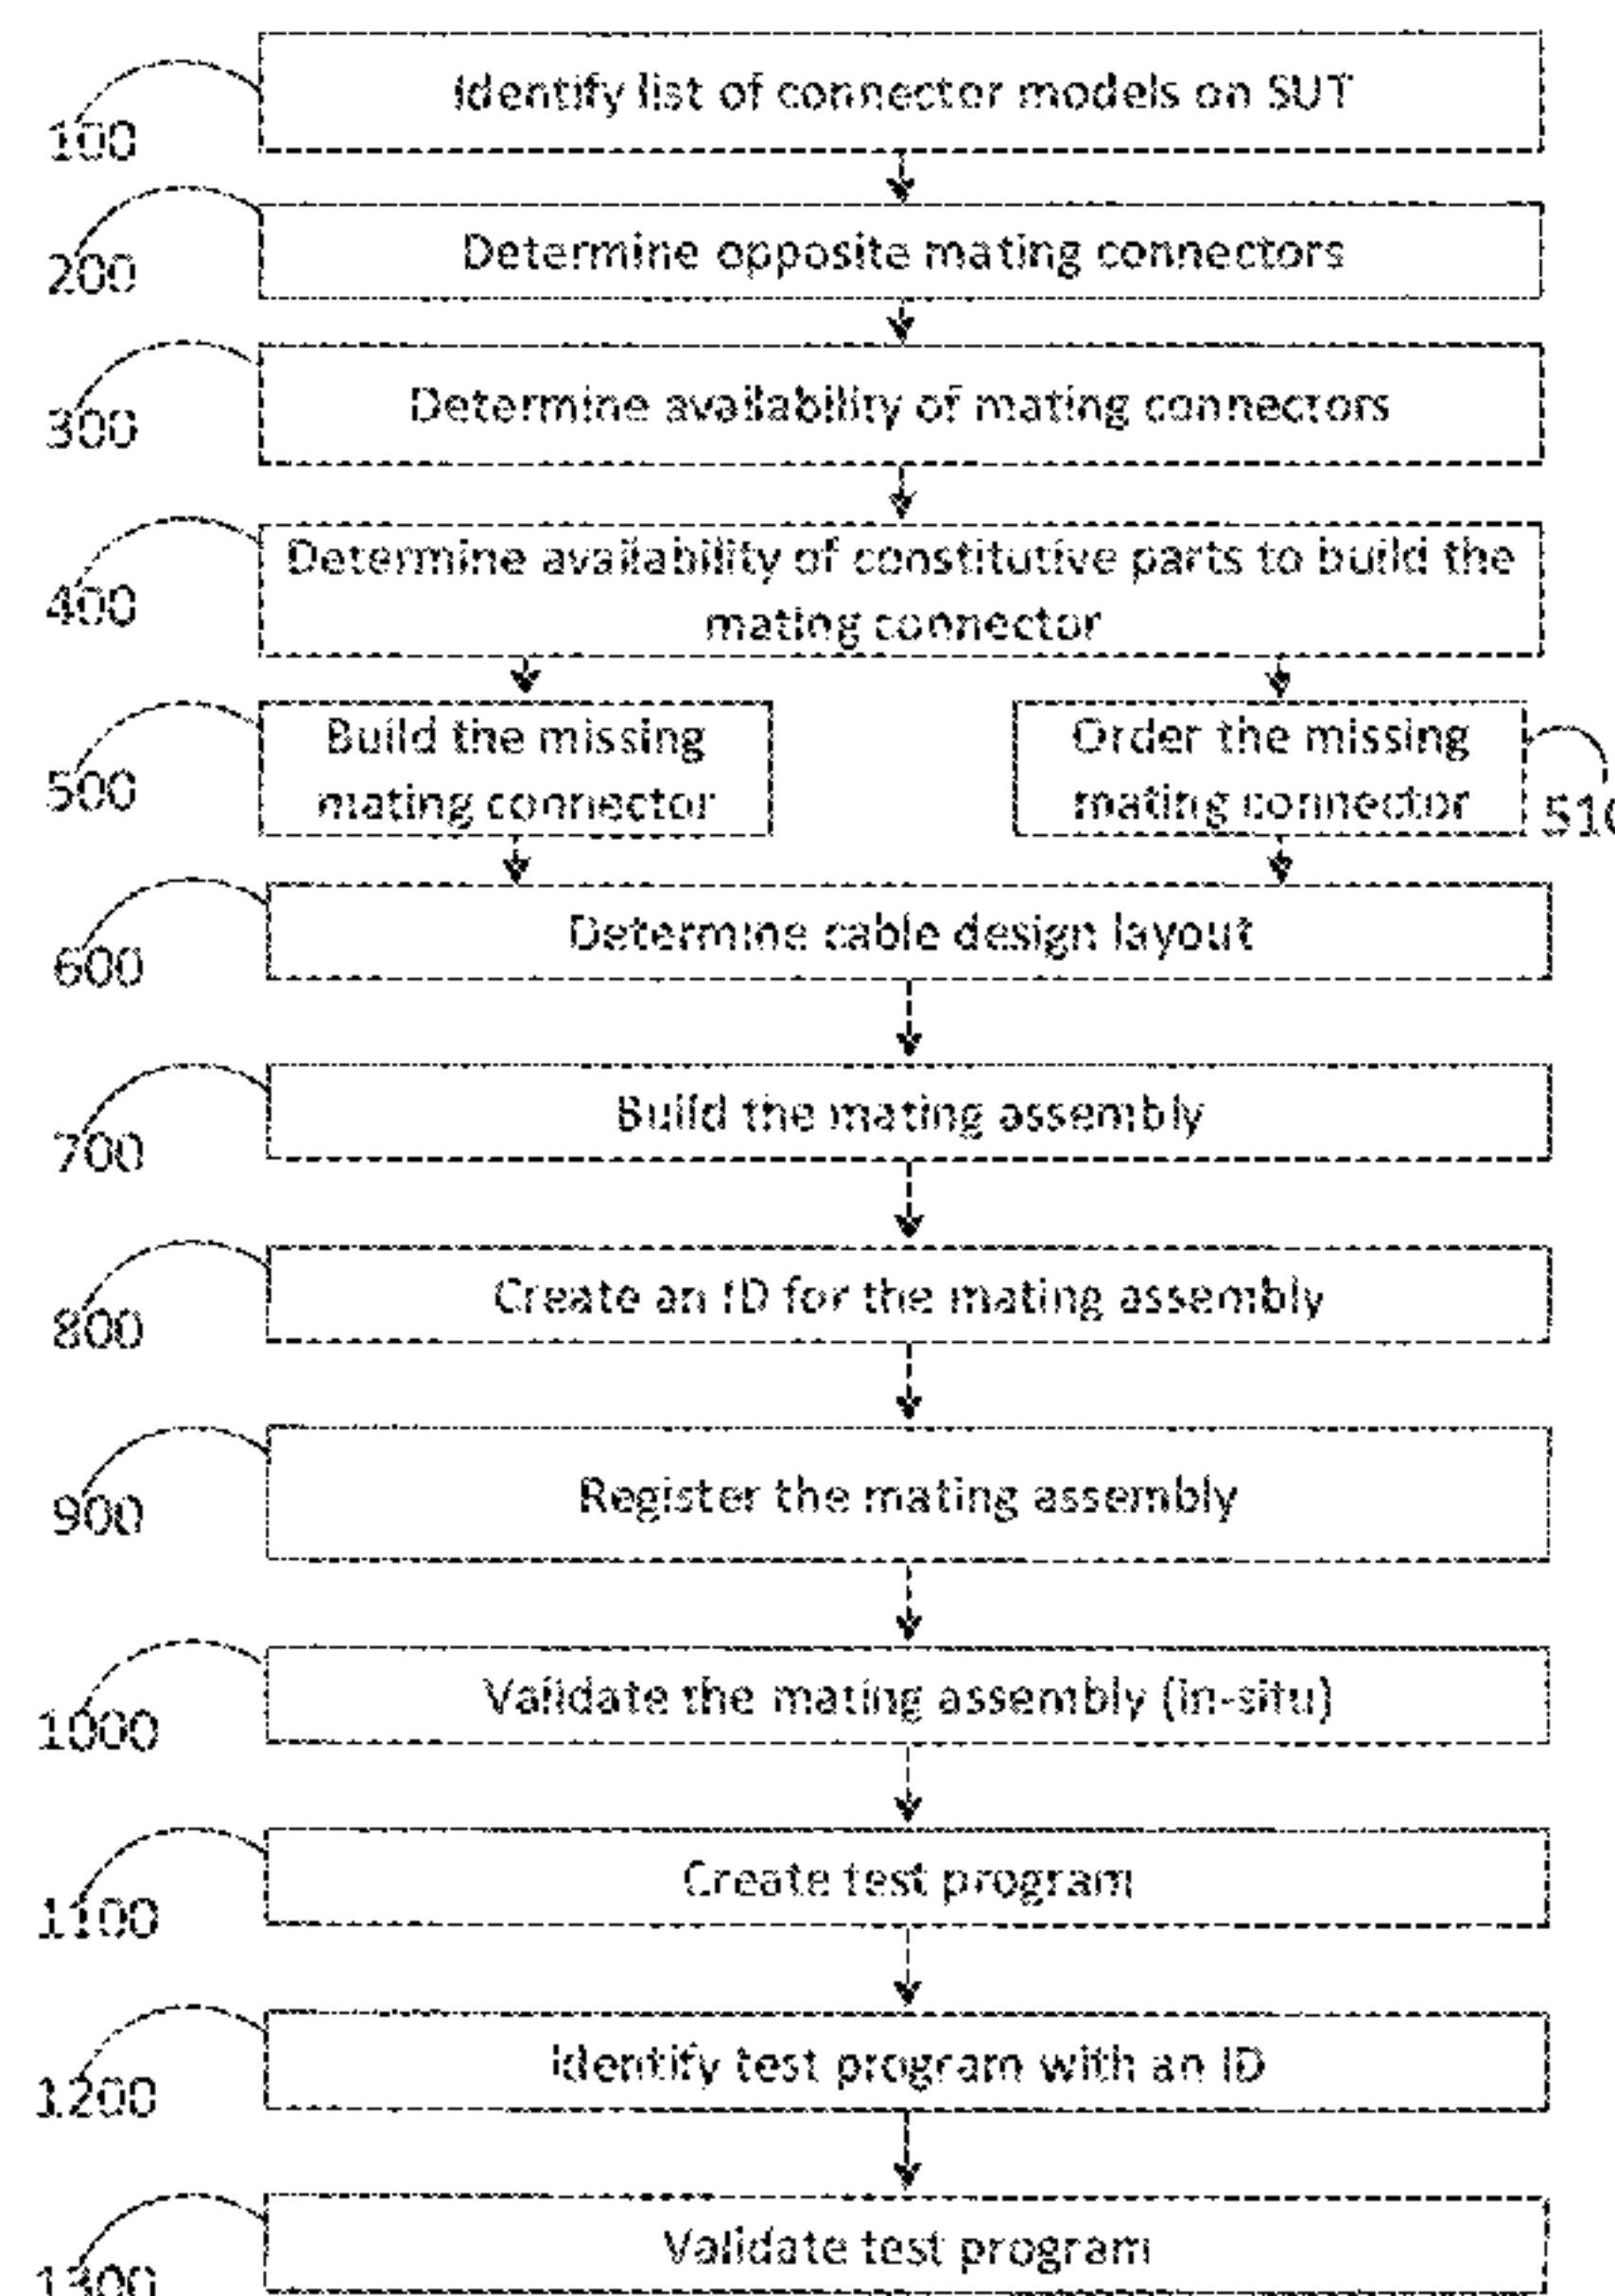 Identify list of connector models on SUT
100
Determine opposite mating connectors
200
Determine availability of mating connectors
300
Determine availability of constitutive parts to build the
mating connector
400
Build the missing
mating connector
500
Order the missing
mating connector
510
Determine cable design layout
600
Build the mating assembly
700
Create an ID for the mating assembly
800
Register the mating assembly
900
Validate the mating assembly (in-situ)
1000
Create test program
1100
Identify test program with an ID
1200
Validate test program
1300